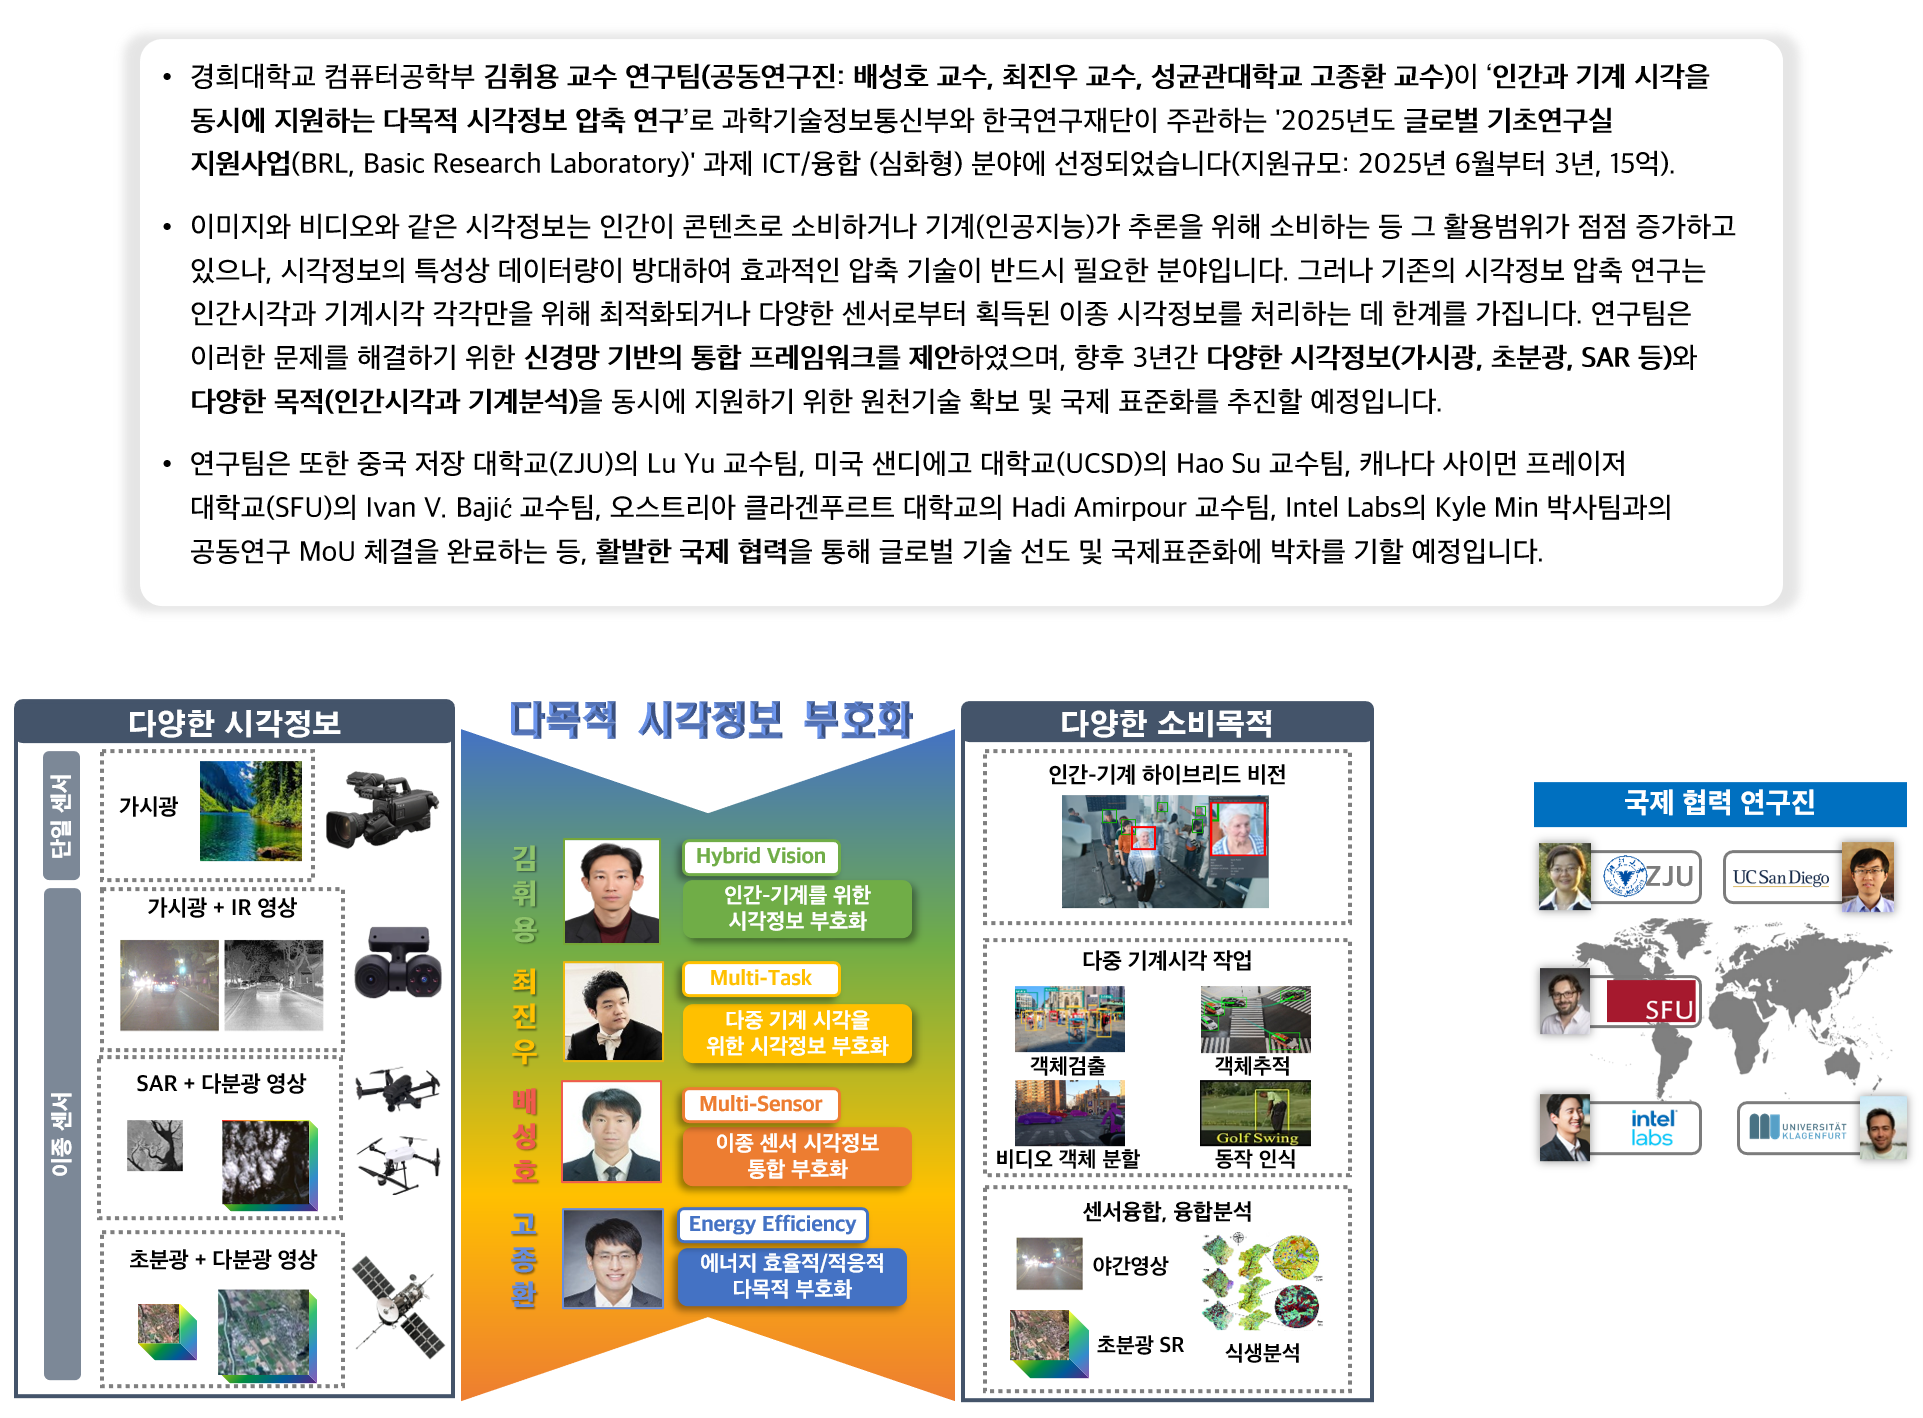 • 경희대학교 컴퓨터공학부 김휘용 교수 연구팀(공동연구진: 배성호 교수, 최진우 교수, 성균관대학교 고종환 교수)이 ‘인간과 기계 시각을
동시에 지원하는 다목적 시각정보 압축 연구’로 과학기술정보통신부와 한국연구재단이 주관하는 '2025년도 글로벌 기초연구실
지원사업(BRL, Basic Research Laboratory)' 과제 ICT/융합 (심화형) 분야에 선정되었습니다(지원규모: 2025년 6월부터 3년, 15억).
• 이미지와 비디오와 같은 시각정보는 인간이 콘텐츠로 소비하거나 기계(인공지능)가 추론을 위해 소비하는 등 그 활용범위가 점점 증가하고
있으나, 시각정보의 특성상 데이터량이 방대하여 효과적인 압축 기술이 반드시 필요한 분야입니다. 그러나 기존의 시각정보 압축 연구는
인간시각과 기계시각 각각만을 위해 최적화되거나 다양한 센서로부터 획득된 이종 시각정보를 처리하는 데 한계를 가집니다. 연구팀은
이러한 문제를 해결하기 위한 신경망 기반의 통합 프레임워크를 제안하였으며, 향후 3년간 다양한 시각정보(가시광, 초분광, SAR 등)와
다양한 목적(인간시각과 기계분석)을 동시에 지원하기 위한 원천기술 확보 및 국제 표준화를 추진할 예정입니다.
• 연구팀은 또한 중국 저장 대학교(ZJU)의 Lu Yu 교수팀, 미국 샌디에고 대학교(UCSD)의 Hao Su 교수팀, 캐나다 사이먼 프레이저
대학교(SFU)의 Ivan V. Bajić 교수팀, 오스트리아 클라겐푸르트 대학교의 Hadi Amirpour 교수팀, Intel Labs의 Kyle Min 박사팀과의
공동연구 MoU 체결을 완료하는 등, 활발한 국제 협력을 통해 글로벌 기술 선도 및 국제표준화에 박차를 기할 예정입니다.
다양한 시각정보
단일 센서
가시광
이종 센서
가시광 + IR 영상
SAR + 다분광 영상
초분광 + 다분광 영상
다목적 시각정보 부호화
김휘용
Hybrid Vision
인간-기계를 위한
시각정보 부호화
최진우
Multi-Task
다중 기계 시각을
위한 시각정보 부호화
배성호
Multi-Sensor
이종 센서 시각정보
통합 부호화
고종환
Energy Efficiency
에너지 효율적/적응적
다목적 부호화
다양한 소비목적
인간-기계 하이브리드 비전
다중 기계시각 작업
객체검출
객체추적
Golf Swing
비디오 객체 분할
동작 인식
센서융합, 융합분석
야간영상
초분광 SR
식생분석
국제 협력 연구진
ZJU
UC San Diego
SFU
intel
labs
UNIVERSITÄT
KLAGENFURT